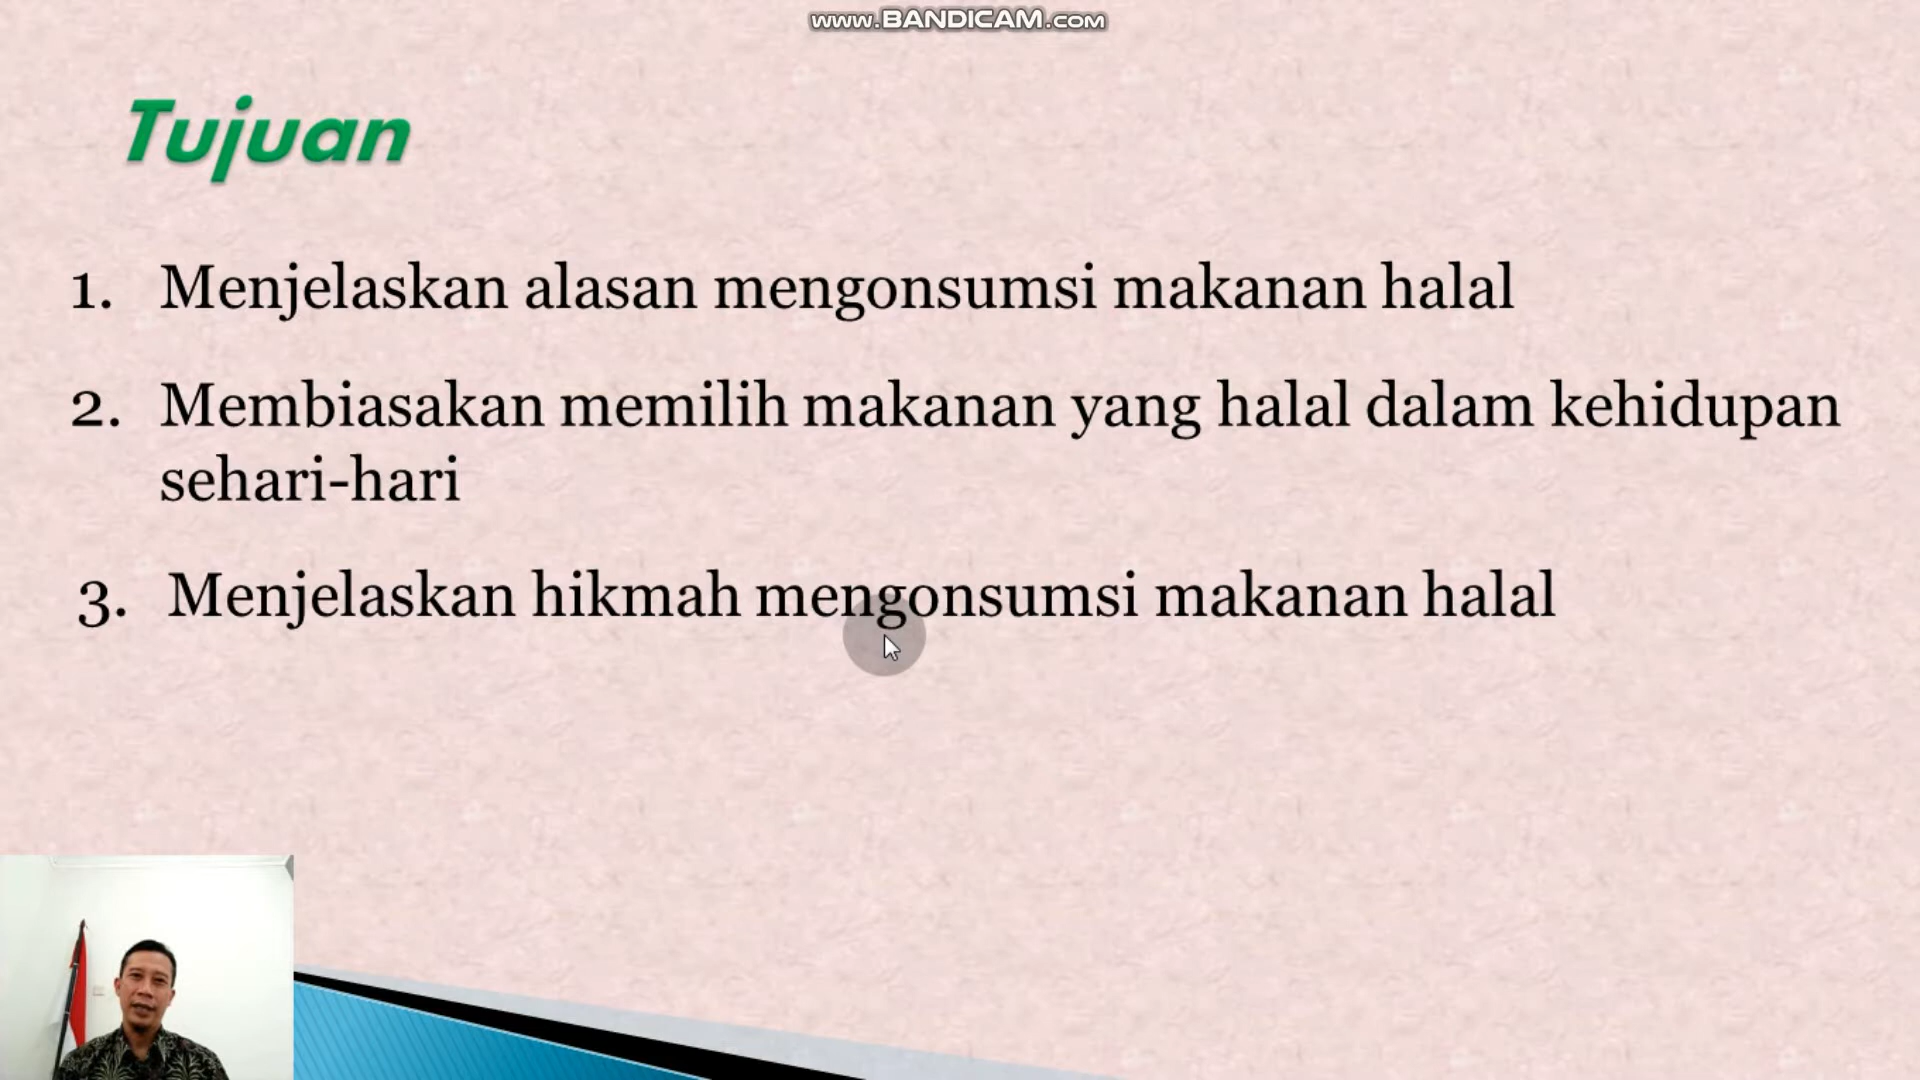 www.BANDICAM.com
Tujuan
1. Menjelaskan alasan mengonsumsi makanan halal
2. Membiasakan memilih makanan yang halal dalam kehidupan
sehari-hari
3. Menjelaskan hikmah mengonsumsi makanan halal